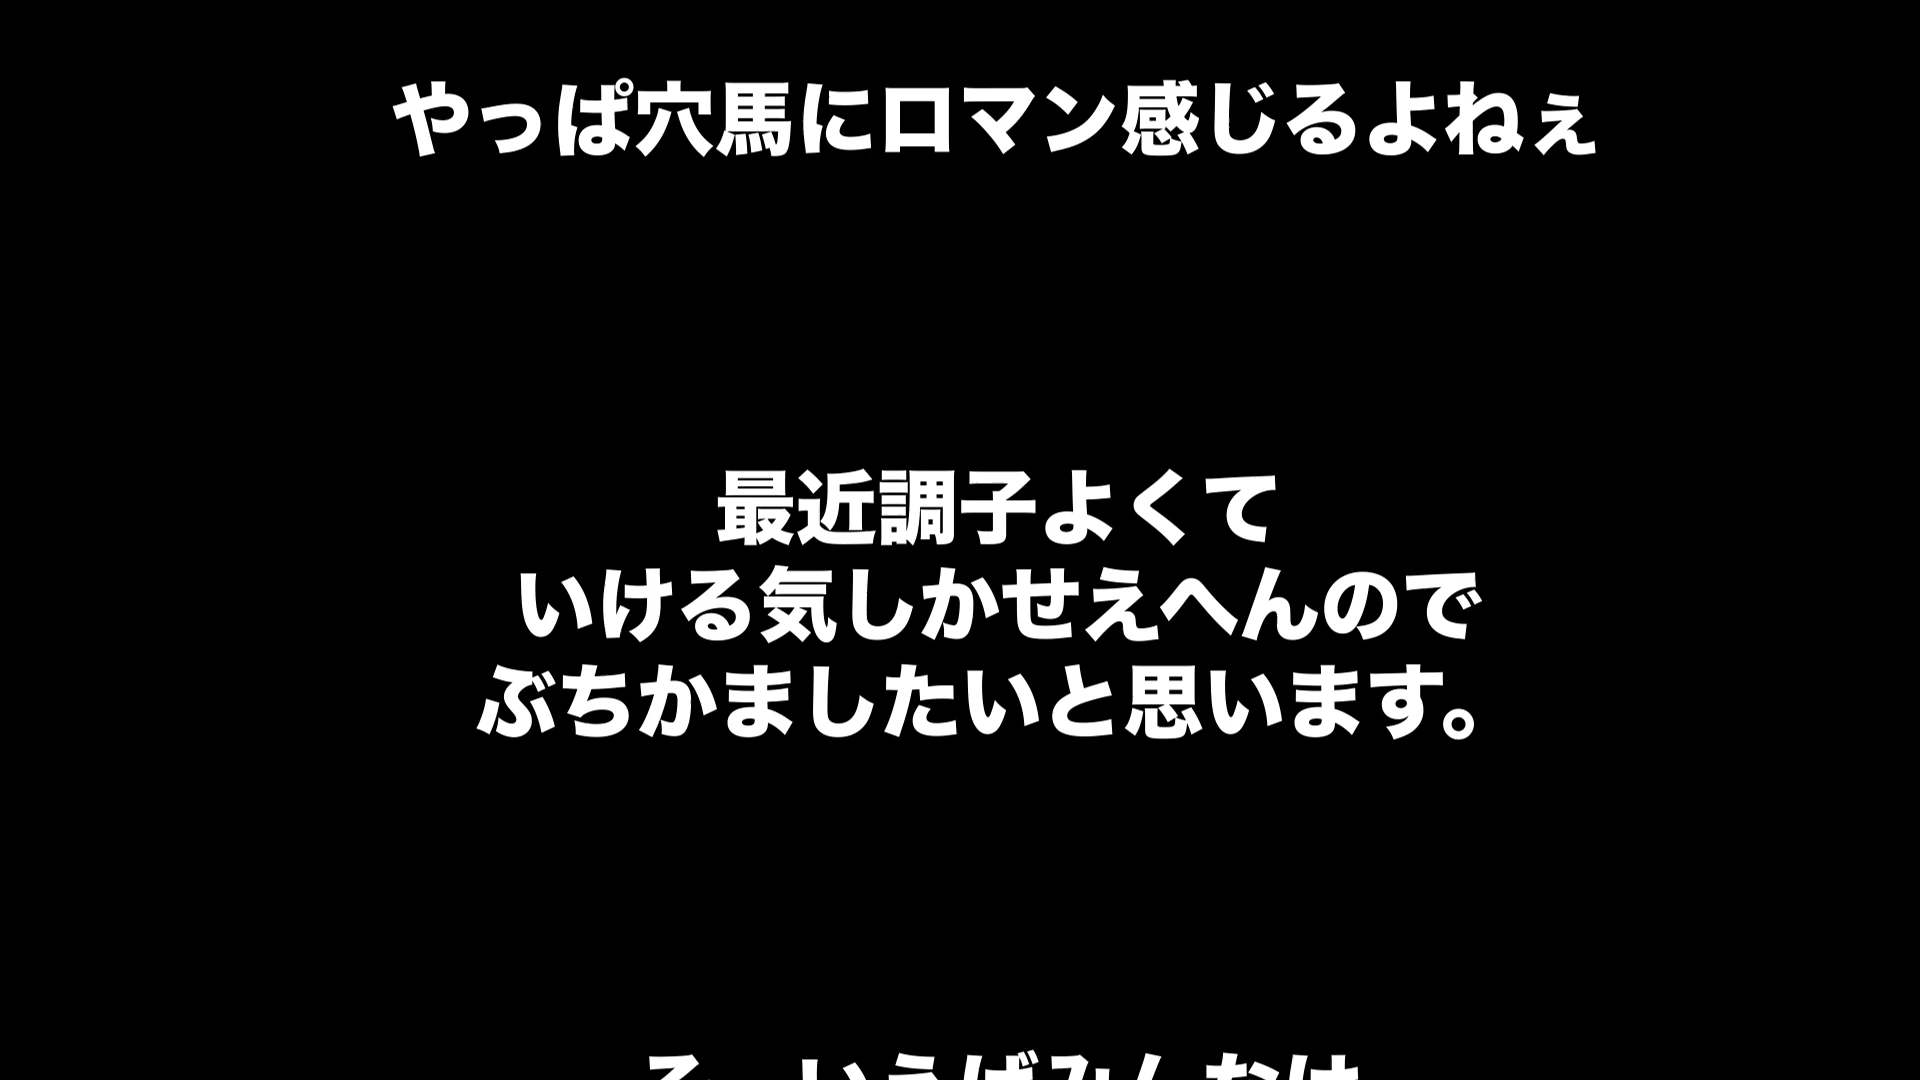 やっぱ穴馬にロマン感じるよねぇ
最近調子よくて
いける気しかせえへんので
ぶちかましたいと思います。